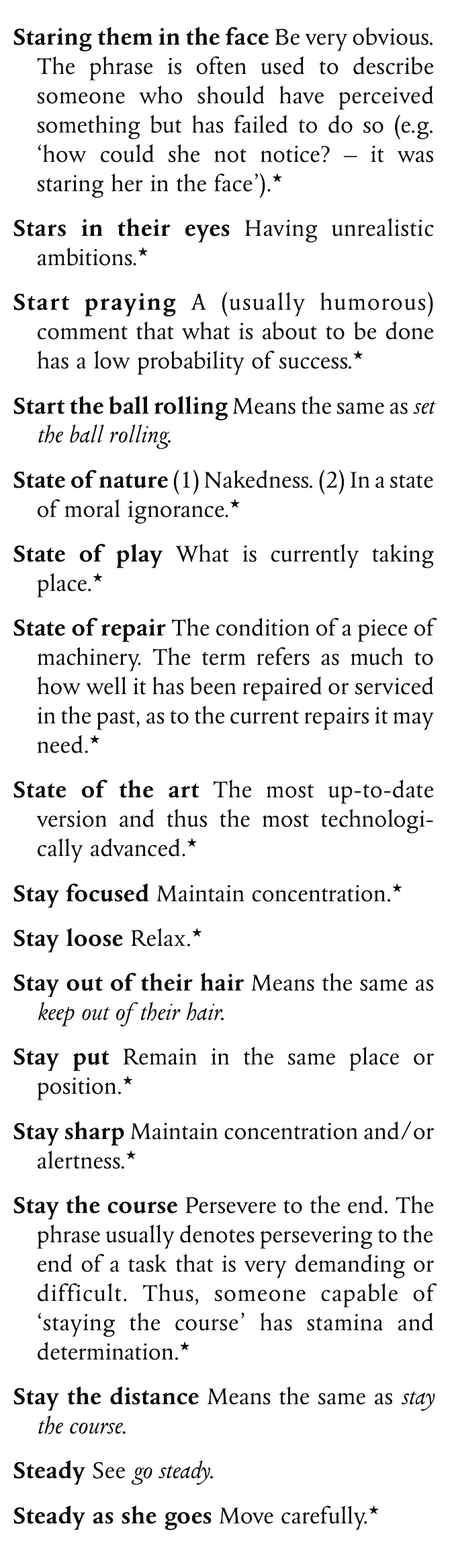 Staring them in the face Be very obvious.
The phrase is often used to describe
someone who should have perceived
something but has failed to do so (e.g.
‘how could she not notice? – it was
staring her in the face’).★
Stars in their eyes Having unrealistic
ambitions.★
Start praying A (usually humorous)
comment that what is about to be done
has a low probability of success.★
Start the ball rolling Means the same as set
the ball rolling.
State of nature (1) Nakedness. (2) In a state
of moral ignorance.★
State of play What is currently taking
place.★
State of repair The condition of a piece of
machinery. The term refers as much to
how well it has been repaired or serviced
in the past, as to the current repairs it may
need.★
State of the art The most up-to-date
version and thus the most technologi-
cally advanced.★
Stay focused Maintain concentration.★
Stay loose Relax.★
Stay out of their hair Means the same as
keep out of their hair.
Stay put Remain in the same place or
position.★
Stay sharp Maintain concentration and/or
alertness.★
Stay the course Persevere to the end. The
phrase usually denotes persevering to the
end of a task that is very demanding or
difficult. Thus, someone capable of
‘staying the course’ has stamina and
determination.★
Stay the distance Means the same as stay
the course.
Steady See go steady.
Steady as she goes Move carefully.★